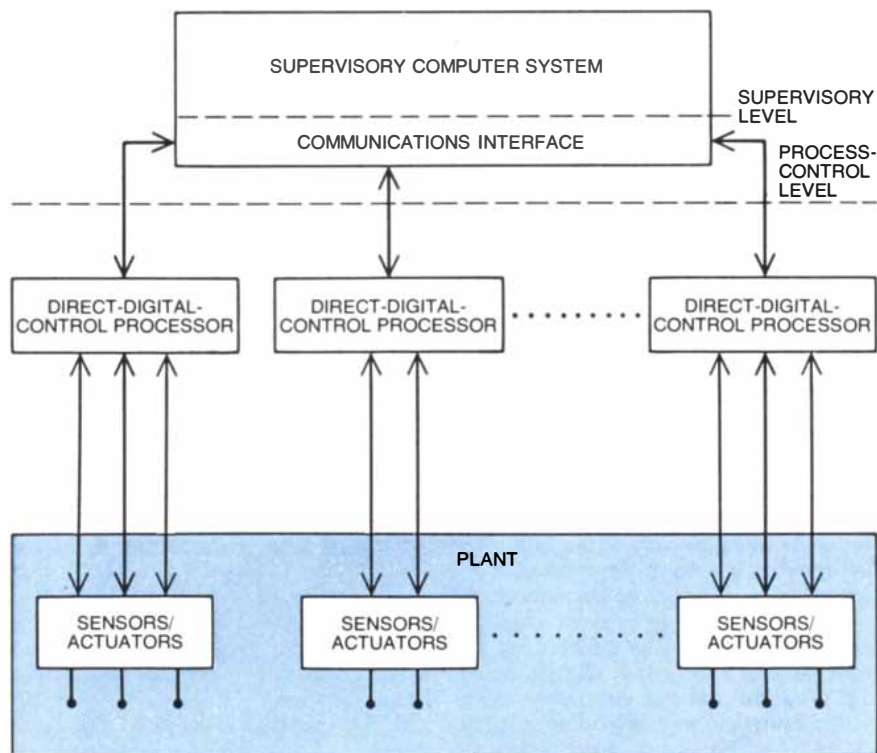 SUPERVISORY COMPUTER SYSTEM
SUPERVISORY
LEVEL
COMMUNICATIONS INTERFACE
PROCESS-
CONTROL
LEVEL
DIRECT-DIGITAL-
CONTROL PROCESSOR
DIRECT-DIGITAL-
CONTROL PROCESSOR
DIRECT-DIGITAL-
CONTROL PROCESSOR
PLANT
SENSORS/
ACTUATORS
SENSORS/
ACTUATORS
SENSORS/
ACTUATORS